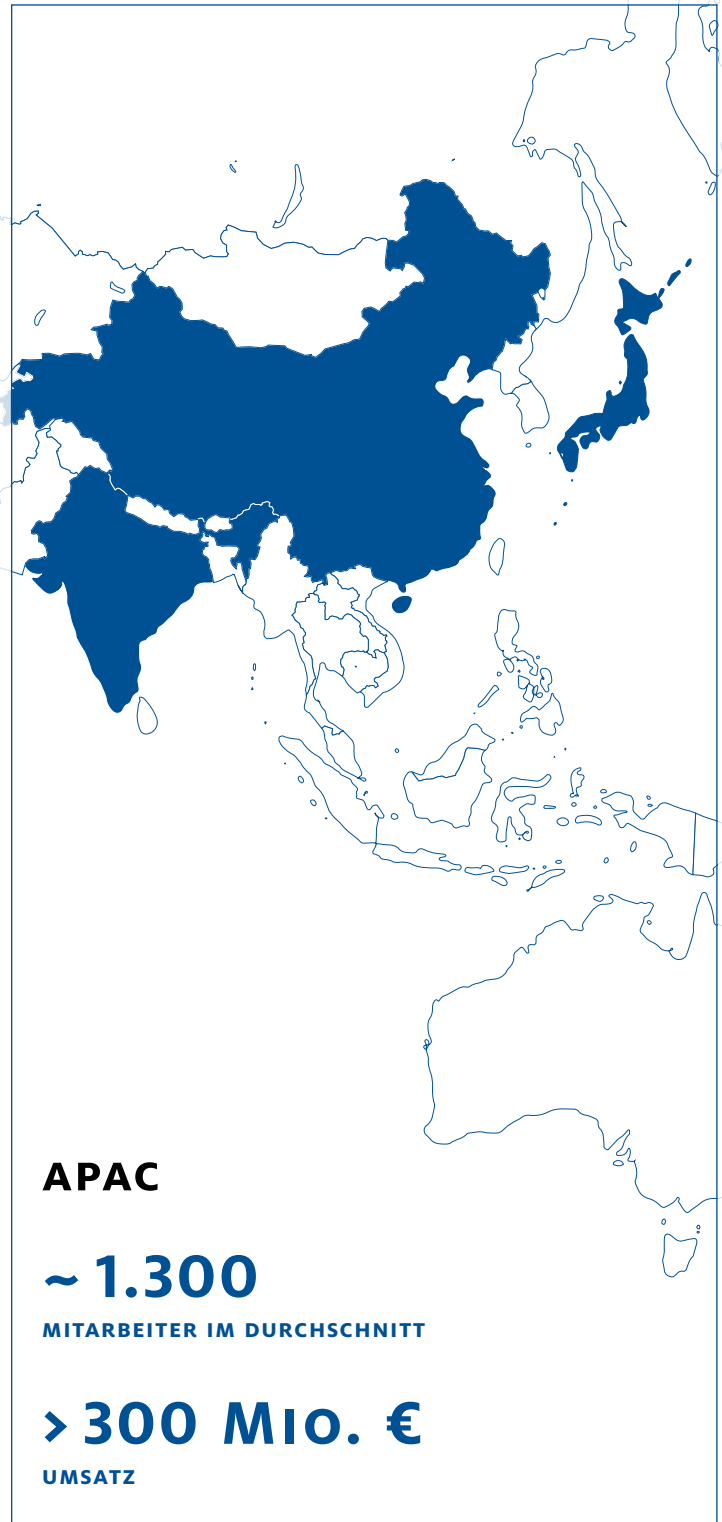 APAC
~ 1.300
MITARBEITER IM DURCHSCHNITT
> 300 MIO. €
UMSATZ